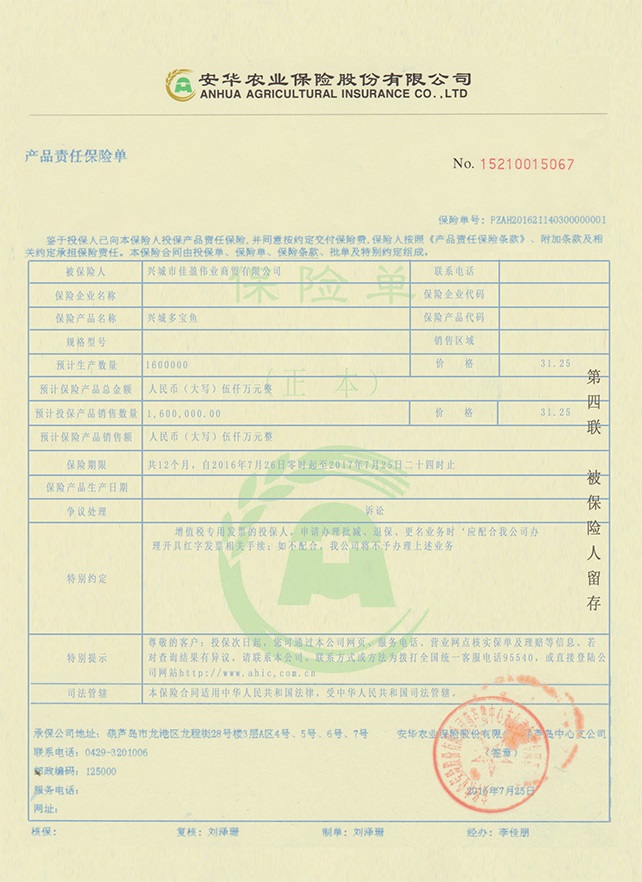 安华农业保险股份有限公司
ANHUA AGRICULTURAL INSURANCE CO.,LTD
产品责任保险单
No. 15210015067
保险单号：PZAH201621140300000001
鉴于投保人已向本保险人投保产品责任保险,并同意按约定交付保险费,保险人按照《产品责任保险条款》、附加条款及相
关约定承担保险责任。本保险合同由投保单、保险单、保险条款、批单及特别约定组成。
保险单
（正本）
被保险人 兴城市佳盈伟业商贸有限公司 联系电话
保险企业名称 保险企业代码
保险产品名称 兴城多宝鱼 保险产品代码
规格型号 销售区域
预计生产数量 1600000 价 格 31.25
预计保险产品总金额 人民币（大写）伍仟万元整
预计投保产品销售数量 1,600,000.00 价 格 31.25
预计保险产品销售额 人民币（大写）伍仟万元整
保险期限 共12个月，自2016年7月26日零时起至2017年7月25日二十四时止
保险产品生产日期
争议处理 诉讼
特别约定
增值税专用发票的投保人，申请办理批减、退保、更名业务时‘应配合我公司办
理开具红字发票相关手续；如不配合，我公司将不予办理上述业务
特别提示
尊敬的客户：投保次日起，您可通过本公司网页、服务电话、营业网点核实保单及理赔等信息。若
对查询结果有异议，请联系本公司。联系方式或方法为拨打全国统一客服电话95540，或直接登陆公
司网站http://www.ahic.com.cn
司法管辖 本保险合同适用中华人民共和国法律，受中华人民共和国司法管辖。
第四联 被保险人留存
承保公司地址：葫芦岛市龙港区龙程街28号楼3层A区4号、5号、6号、7号 安华农业保险股份有限 芦岛中心支公司
联系电话：0429-3201006 （签章）
邮政编码：125000
服务电话： 2016年7月25日
网址：
核保： 复核：刘泽珊 制单：刘泽珊 经办：李佳朋